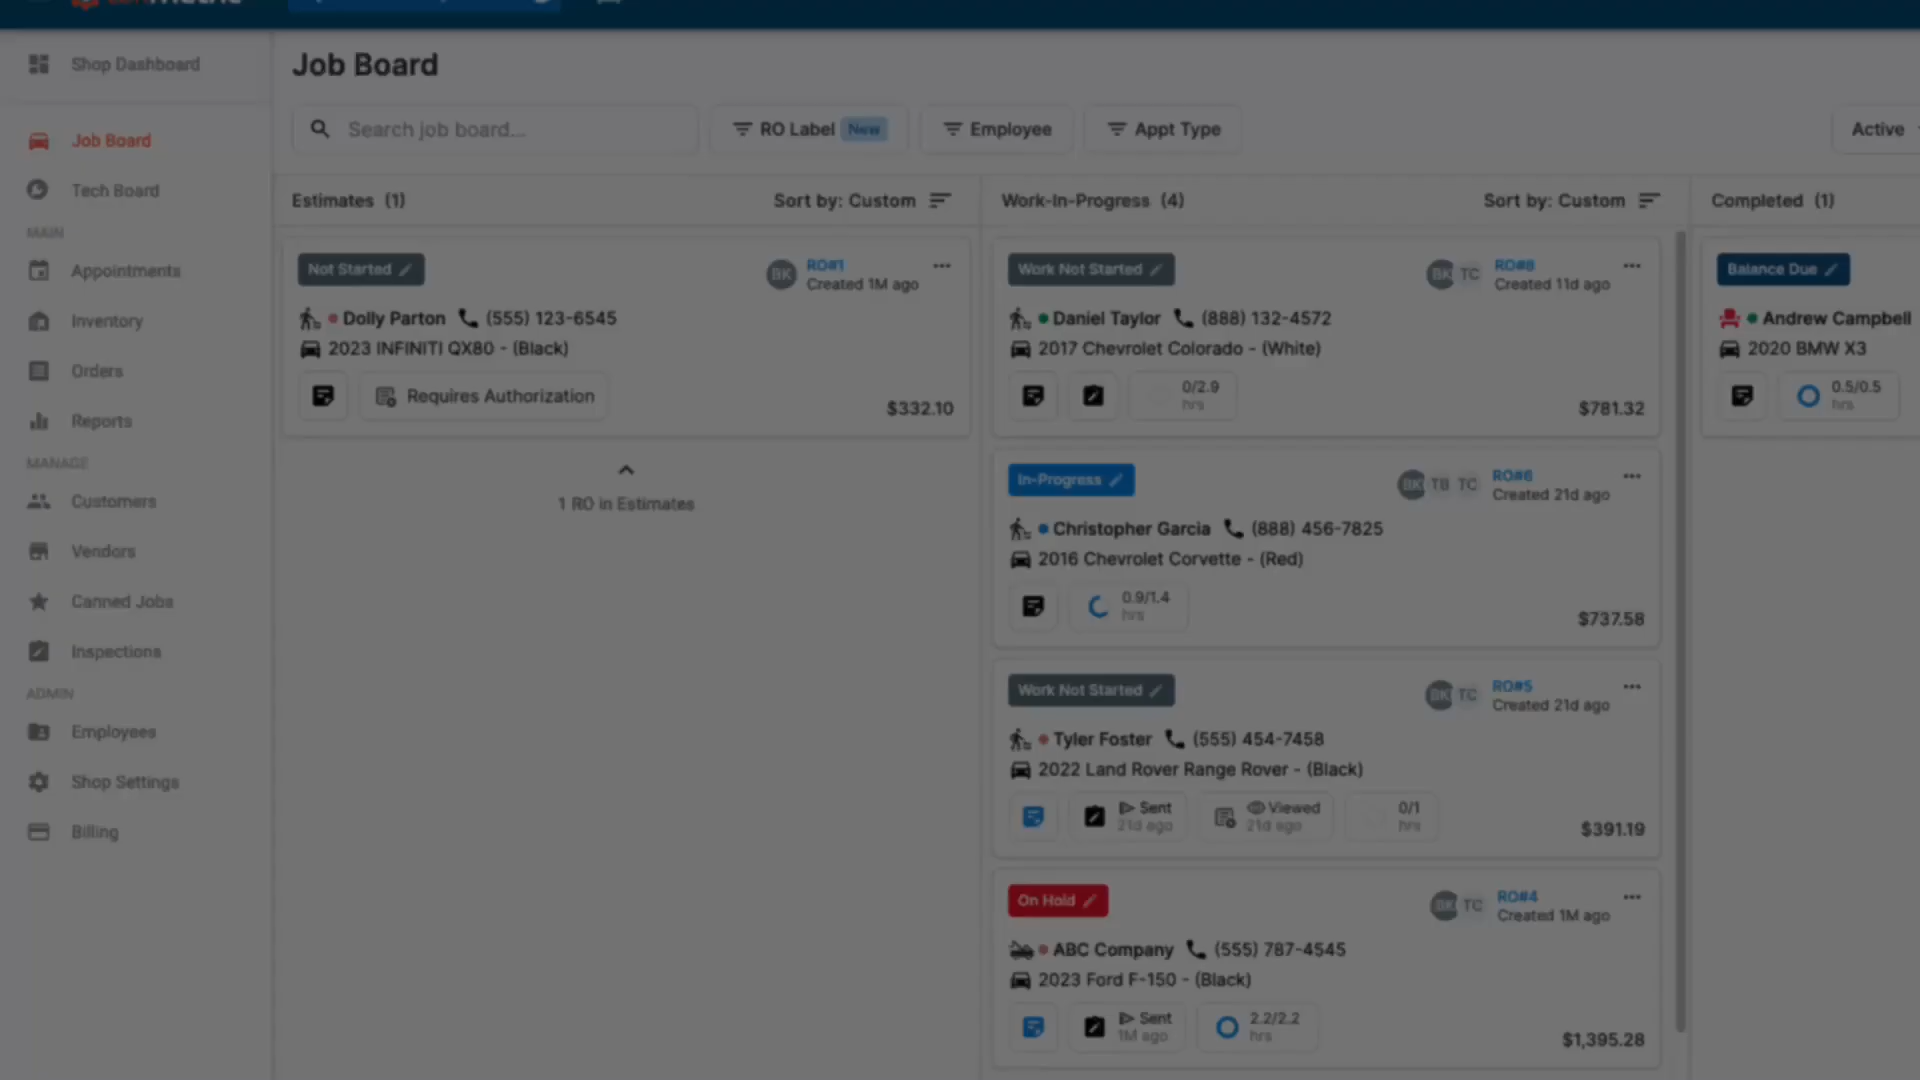 Shop Dashboard
Job Board
Tech Board
MAIN
Appointments
Inventory
Orders
Reports
MANAGE
Customers
Vendors
Canned Jobs
Inspections
ADMIN
Employees
Shop Settings
Billing
Job Board
Search job board...
RO Label New
Employee
Appt Type
Active
Estimates (1)
Sort by: Custom
Not Started
BK
RO#1
Created 1M ago
Dolly Parton (555) 123-6545
2023 INFINITI QX80 - (Black)
Requires Authorization
$332.10
1 RO in Estimates
Work-In-Progress (4)
Sort by: Custom
Work Not Started
BK TC
RO#8
Created 11d ago
Daniel Taylor (888) 132-4572
2017 Chevrolet Colorado - (White)
0/2.9
hrs
$781.32
In-Progress
BK TB TC
RO#6
Created 21d ago
Christopher Garcia (888) 456-7825
2016 Chevrolet Corvette - (Red)
0.9/1.4
hrs
$737.58
Work Not Started
BK TC
RO#5
Created 21d ago
Tyler Foster (555) 454-7458
2022 Land Rover Range Rover - (Black)
Sent
21d ago
Viewed
21d ago
0/1
hrs
$391.19
On Hold
BK TC
RO#4
Created 1M ago
ABC Company (555) 787-4545
2023 Ford F-150 - (Black)
Sent
1M ago
2.2/2.2
hrs
$1,395.28
Completed (1)
Balance Due
Andrew Campbell
2020 BMW X3
0.5/0.5
hrs